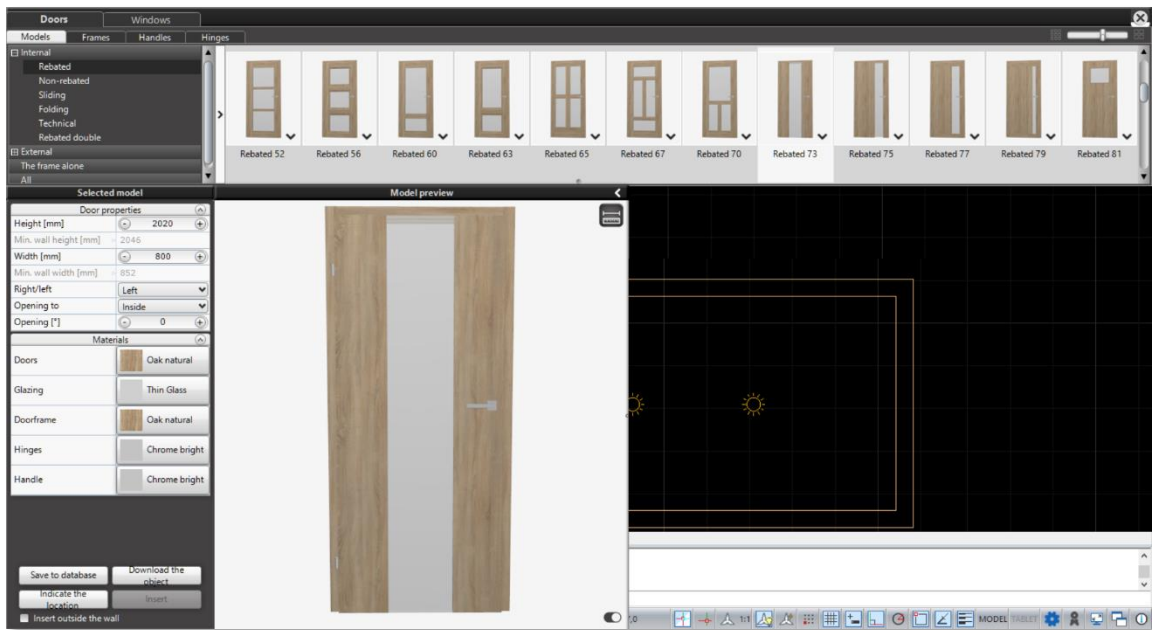 Doors Windows
Models Frames Handles Hinges
Internal
Rebated
Non-rebated
Sliding
Folding
Technical
Rebated double
External
The frame alone
All
Rebated 52 Rebated 56 Rebated 60 Rebated 63 Rebated 65 Rebated 67 Rebated 70 Rebated 73 Rebated 75 Rebated 77 Rebated 79 Rebated 81
Selected model
Model preview
Door properties
Height [mm] 2020
Min. wall height [mm] 2046
Width [mm] 800
Min. wall width [mm] 852
Right/left Left
Opening to Inside
Opening [°] 0
Materials
Doors Oak natural
Glazing Thin Glass
Doorframe Oak natural
Hinges Chrome bright
Handle Chrome bright
Save to database
Download the
object
Indicate the
location
Insert
Insert outside the wall
7,0 1:1 MODEL TABLET